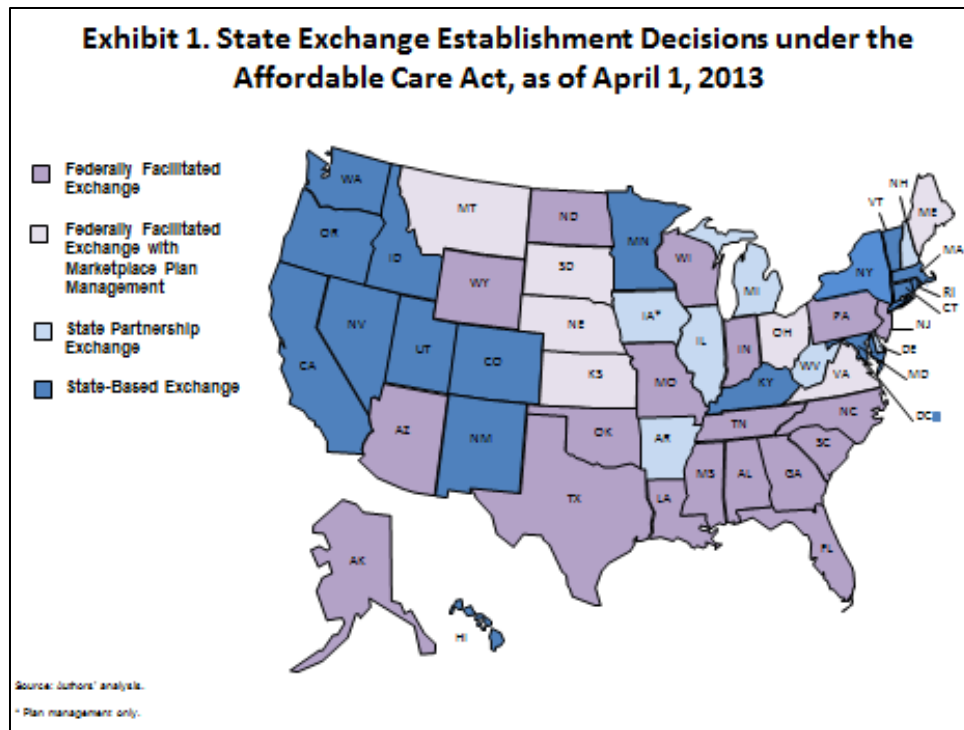 Exhibit 1. State Exchange Establishment Decisions under the
Affordable Care Act, as of April 1, 2013
Federally Facilitated
Exchange
Federally Facilitated
Exchange with
Marketplace Plan
Management
State Partnership
Exchange
State-Based Exchange
WA
OR
CA
NV
ID
MT
WY
UT
CO
AZ
NM
ND
SD
NE
KS
OK
TX
MN
IA*
MO
AR
LA
WI
IL
MI
IN
OH
KY
TN
MS
AL
GA
FL
SC
NC
VA
WV
PA
NY
VT
NH
ME
MA
RI
CT
NJ
DE
MD
DC
AK
HI
Source: Authors' analysis.
* Plan management only.